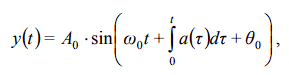 y(t) = A₀ · sin(ω₀t + ∫₀ᵗ a(τ)dτ + θ₀),